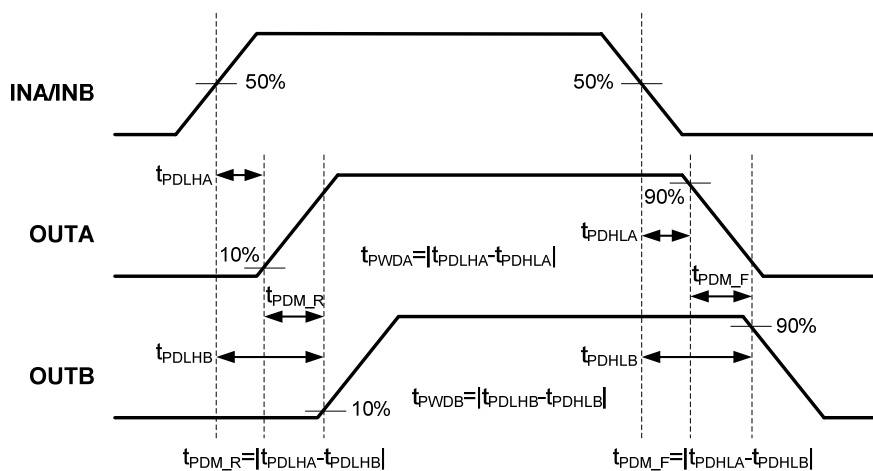 INA/INB
50%
50%
tPDLHA
90%
OUTA
tPDHLA
10%
tPWDA=|tPDLHA-tPDHLA|
tPDM_F
tPDM_R
90%
tPDLHB
tPDHLB
OUTB
10%
tPWDB=|tPDLHB-tPDHLB|
tPDM_R=|tPDLHA-tPDLHB|
tPDM_F=|tPDHLA-tPDHLB|